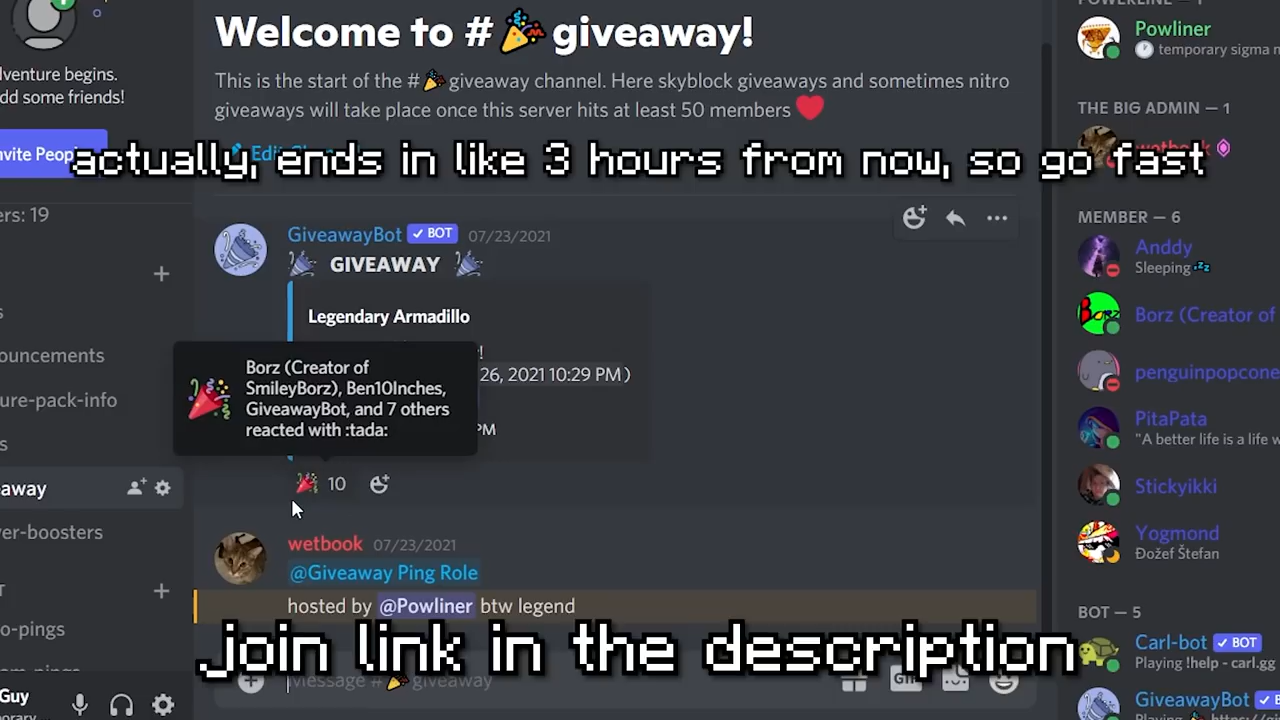 POWERLINE — 1
Powliner
temporary sigma m
Welcome to # giveaway!
This is the start of the # giveaway channel. Here skyblock giveaways and sometimes nitro
giveaways will take place once this server hits at least 50 members
dventure begins.
dd some friends!
nvite Peop
THE BIG ADMIN — 1
wetbook
actually, ends in like 3 hours from now, so go fast
ers: 19
MEMBER — 6
GiveawayBot BOT 07/23/2021
GIVEAWAY
Anddy
Sleeping
Legendary Armadillo
Borz (Creator of
!
26, 2021 10:29 PM)
PM
Borz (Creator of
SmileyBorz), Ben10Inches,
GiveawayBot, and 7 others
reacted with :tada:
ouncements
ure-pack-info
s
penguinpopcone
PitaPata
"A better life is a life w
eaway
10
Stickyikki
er-boosters
wetbook 07/23/2021
@Giveaway Ping Role
hosted by @Powliner btw legend
Yogmond
Đožef Štefan
o-pings
BOT — 5
join link in the description
Carl-bot BOT
Playing !help - carl.gg
Message # giveaway
GIF
Guy
GiveawayBot